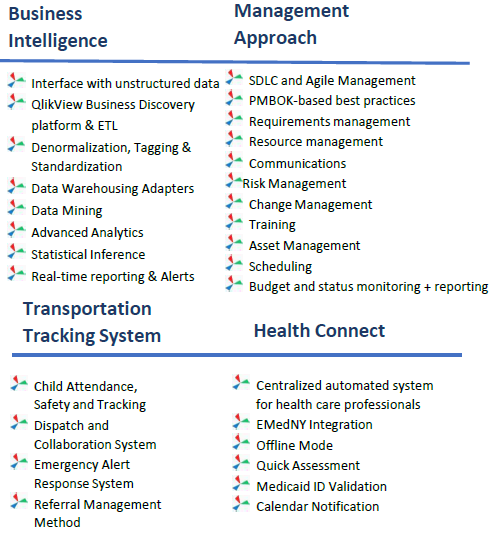 Business
Intelligence
Interface with unstructured data
QlikView Business Discovery
platform & ETL
Denormalization, Tagging &
Standardization
Data Warehousing Adapters
Data Mining
Advanced Analytics
Statistical Inference
Real-time reporting & Alerts
Management
Approach
SDLC and Agile Management
PMBOK-based best practices
Requirements management
Resource management
Communications
Risk Management
Change Management
Training
Asset Management
Scheduling
Budget and status monitoring + reporting
Transportation
Tracking System
Child Attendance,
Safety and Tracking
Dispatch and
Collaboration System
Emergency Alert
Response System
Referral Management
Method
Health Connect
Centralized automated system
for health care professionals
EMedNY Integration
Offline Mode
Quick Assessment
Medicaid ID Validation
Calendar Notification